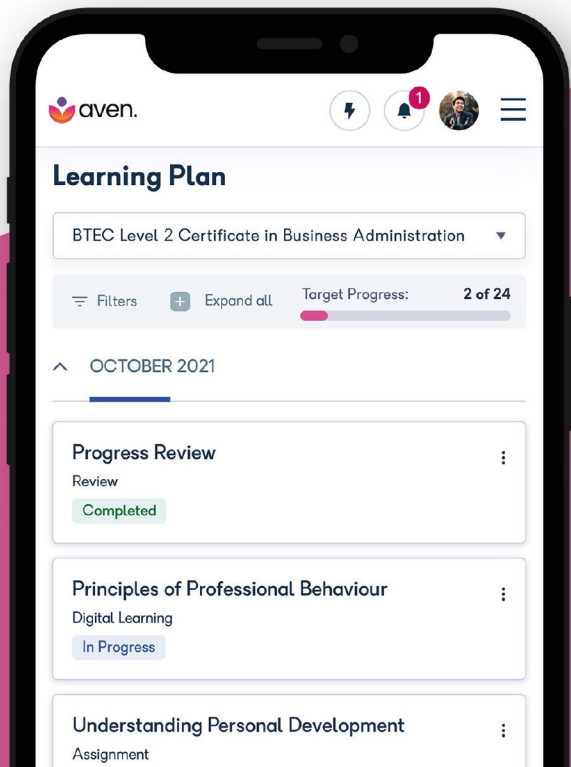 aven.
1
Learning Plan
BTEC Level 2 Certificate in Business Administration
Filters
Expand all
Target Progress:
2 of 24
OCTOBER 2021
Progress Review
Review
Completed
Principles of Professional Behaviour
Digital Learning
In Progress
Understanding Personal Development
Assignment